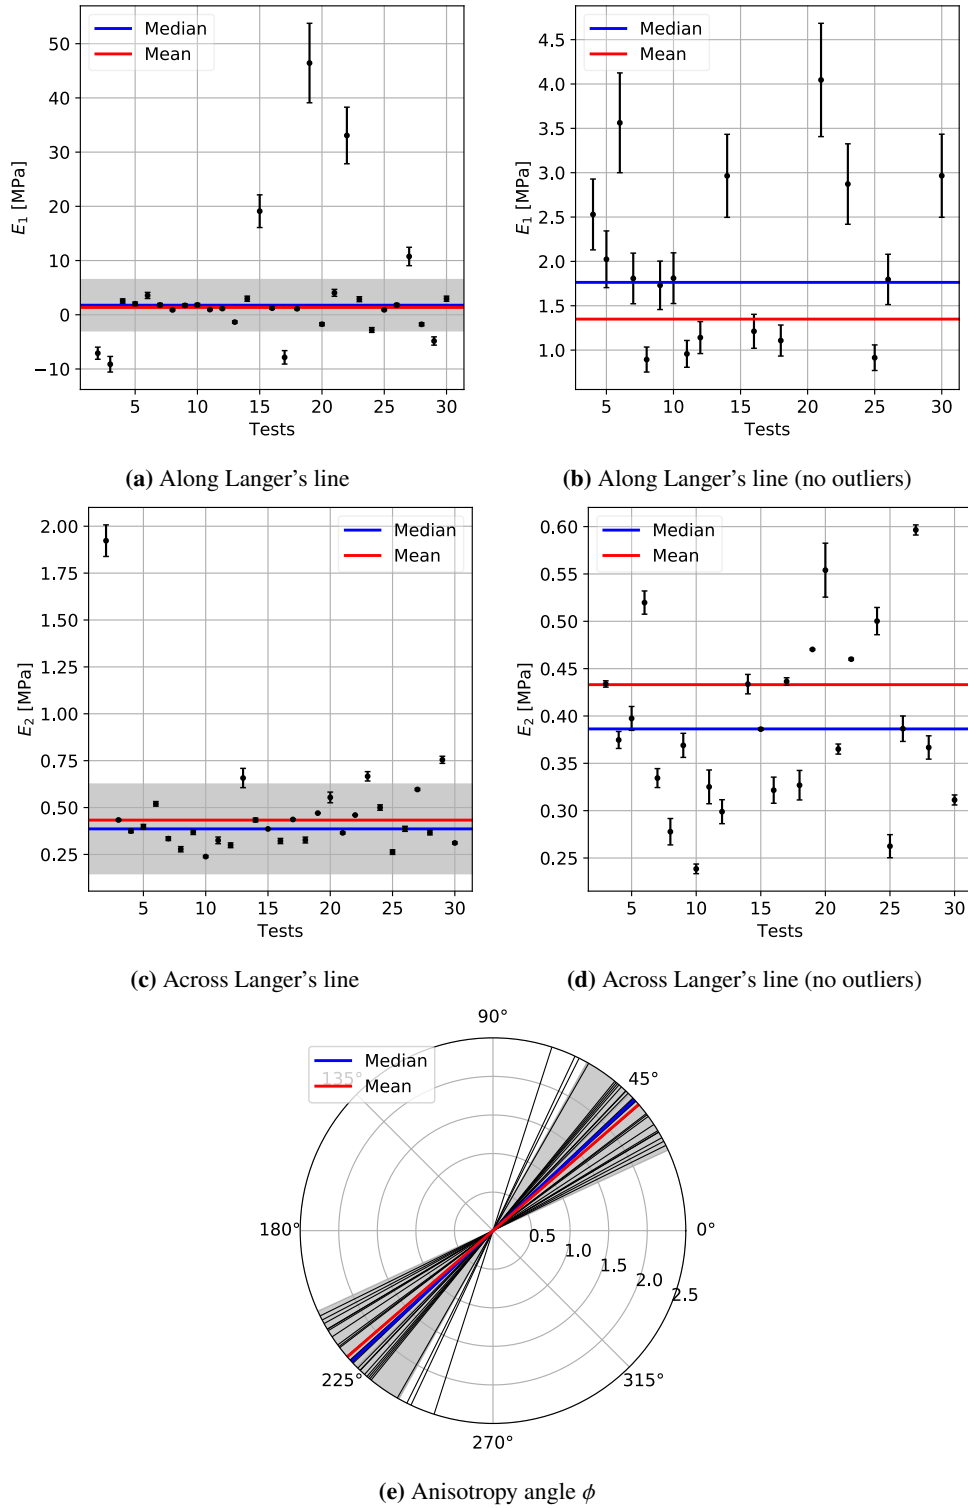 Median
Mean
50
40
30
20
10
0
−10
E₁ [MPa]
5 10 15 20 25 30
Tests
(a) Along Langer's line
Median
Mean
4.5
4.0
3.5
3.0
2.5
2.0
1.5
1.0
E₁ [MPa]
5 10 15 20 25 30
Tests
(b) Along Langer's line (no outliers)
Median
Mean
2.00
1.75
1.50
1.25
1.00
0.75
0.50
0.25
E₂ [MPa]
5 10 15 20 25 30
Tests
(c) Across Langer's line
Median
Mean
0.60
0.55
0.50
0.45
0.40
0.35
0.30
0.25
E₂ [MPa]
5 10 15 20 25 30
Tests
(d) Across Langer's line (no outliers)
90°
Median
Mean
135°
45°
180°
0°
0.5
1.0
1.5
2.0
2.5
225°
315°
270°
(e) Anisotropy angle ϕ